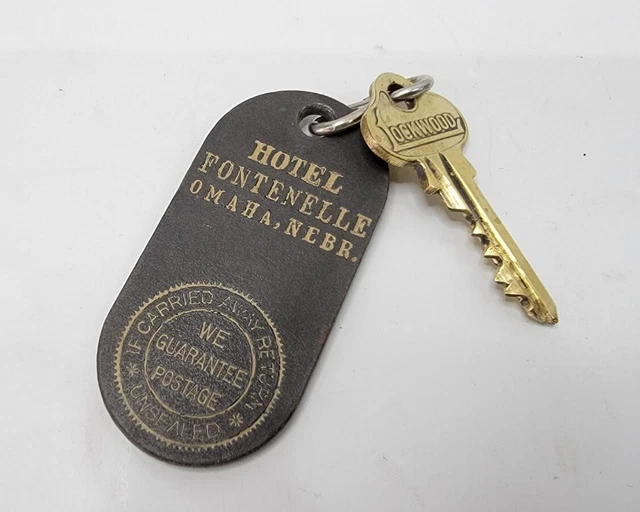 HOTEL
FONTENELLE
OMAHA, NEBR.
LOCKWOOD
IF CARRIED AWAY RETURN
UNSEALED
WE
GUARANTEE
POSTAGE